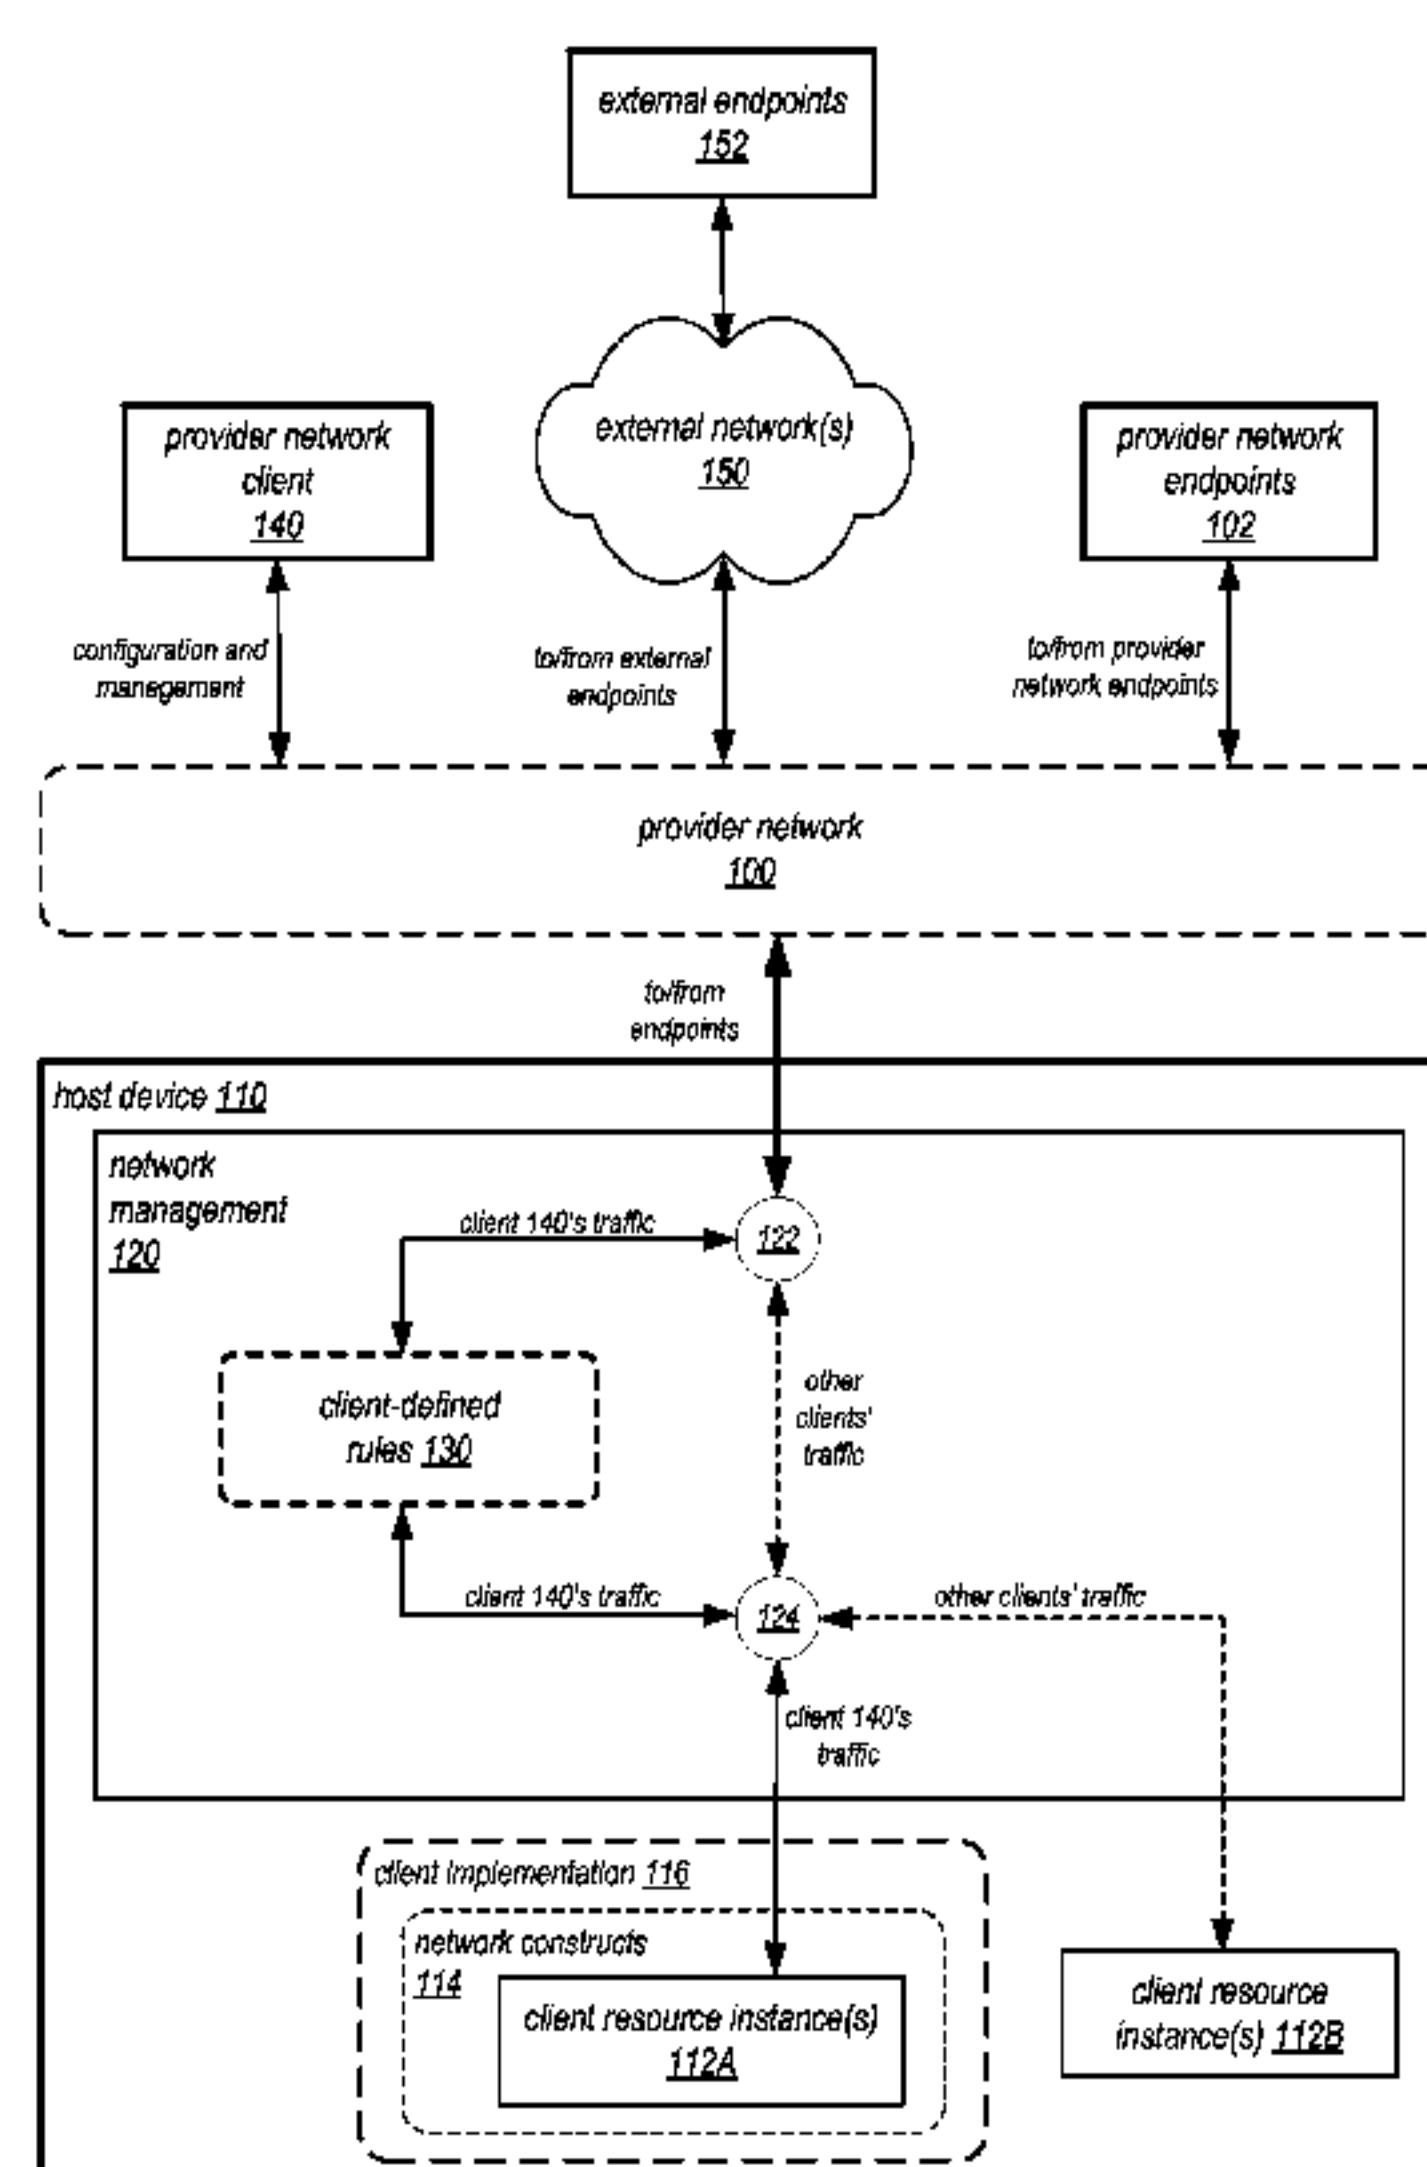 external endpoints
152
external network(s)
150
provider network
client
140
provider network
endpoints
102
configuration and
management
to/from external
endpoints
to/from provider
network endpoints
provider network
100
to/from
endpoints
host device 110
network
management
120
client 140's traffic
122
client-defined
rules 130
other
clients'
traffic
client 140's traffic
124
other clients' traffic
client 140's
traffic
client implementation 116
network constructs
114
client resource instance(s)
112A
client resource
instance(s) 112B